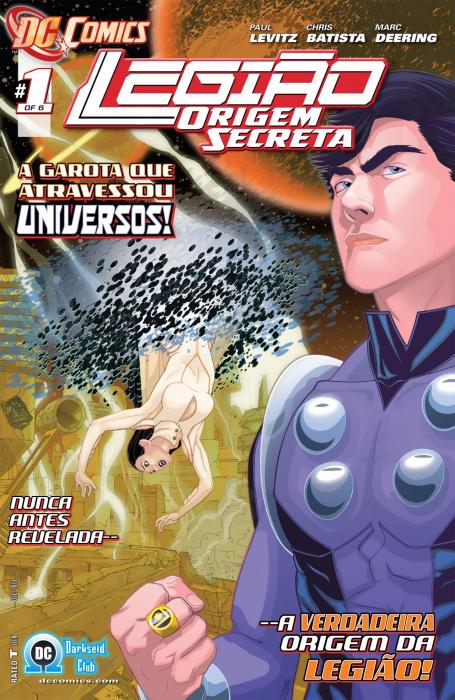 DC COMICS
PAUL LEVITZ CHRIS BATISTA MARC DEERING
#1
OF 6
LEGIÃO
ORIGEM
SECRETA
A GAROTA QUE
ATRAVESSOU
UNIVERSOS!
NUNCA
ANTES
REVELADA--
--A VERDADEIRA
ORIGEM DA
LEGIÃO!
RATED T
DC
Darkseid
Club
dccomics.com